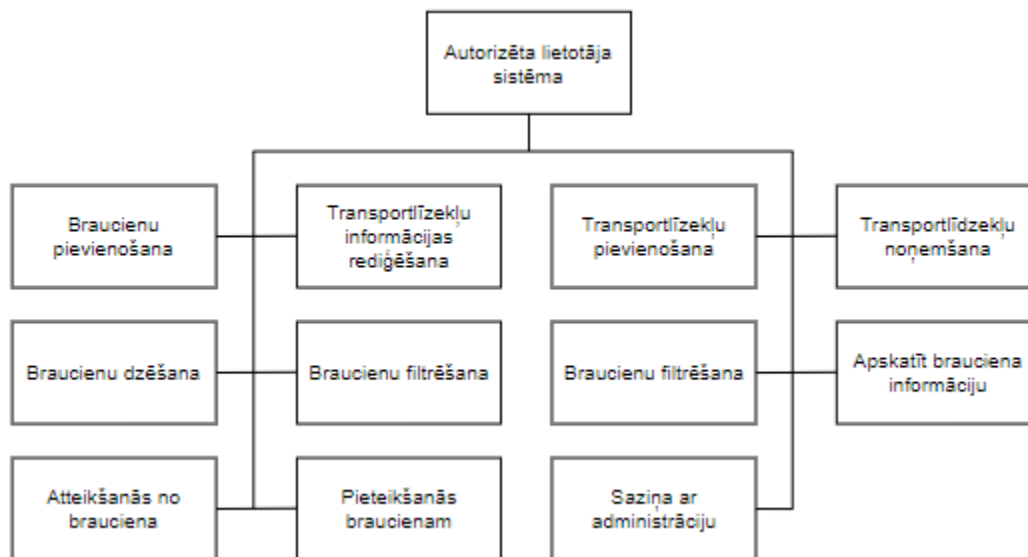 Autorizēta lietotāja
sistēma
Braucienu
pievienošana
Transportlīzekļu
informācijas
rediģēšana
Transportlīzekļu
pievienošana
Transportlīdzekļu
noņemšana
Braucienu dzēšana
Braucienu filtrēšana
Braucienu filtrēšana
Apskatīt brauciena
informāciju
Atteikšanās no
brauciena
Pieteikšanās
braucienam
Saziņa ar
administrāciju